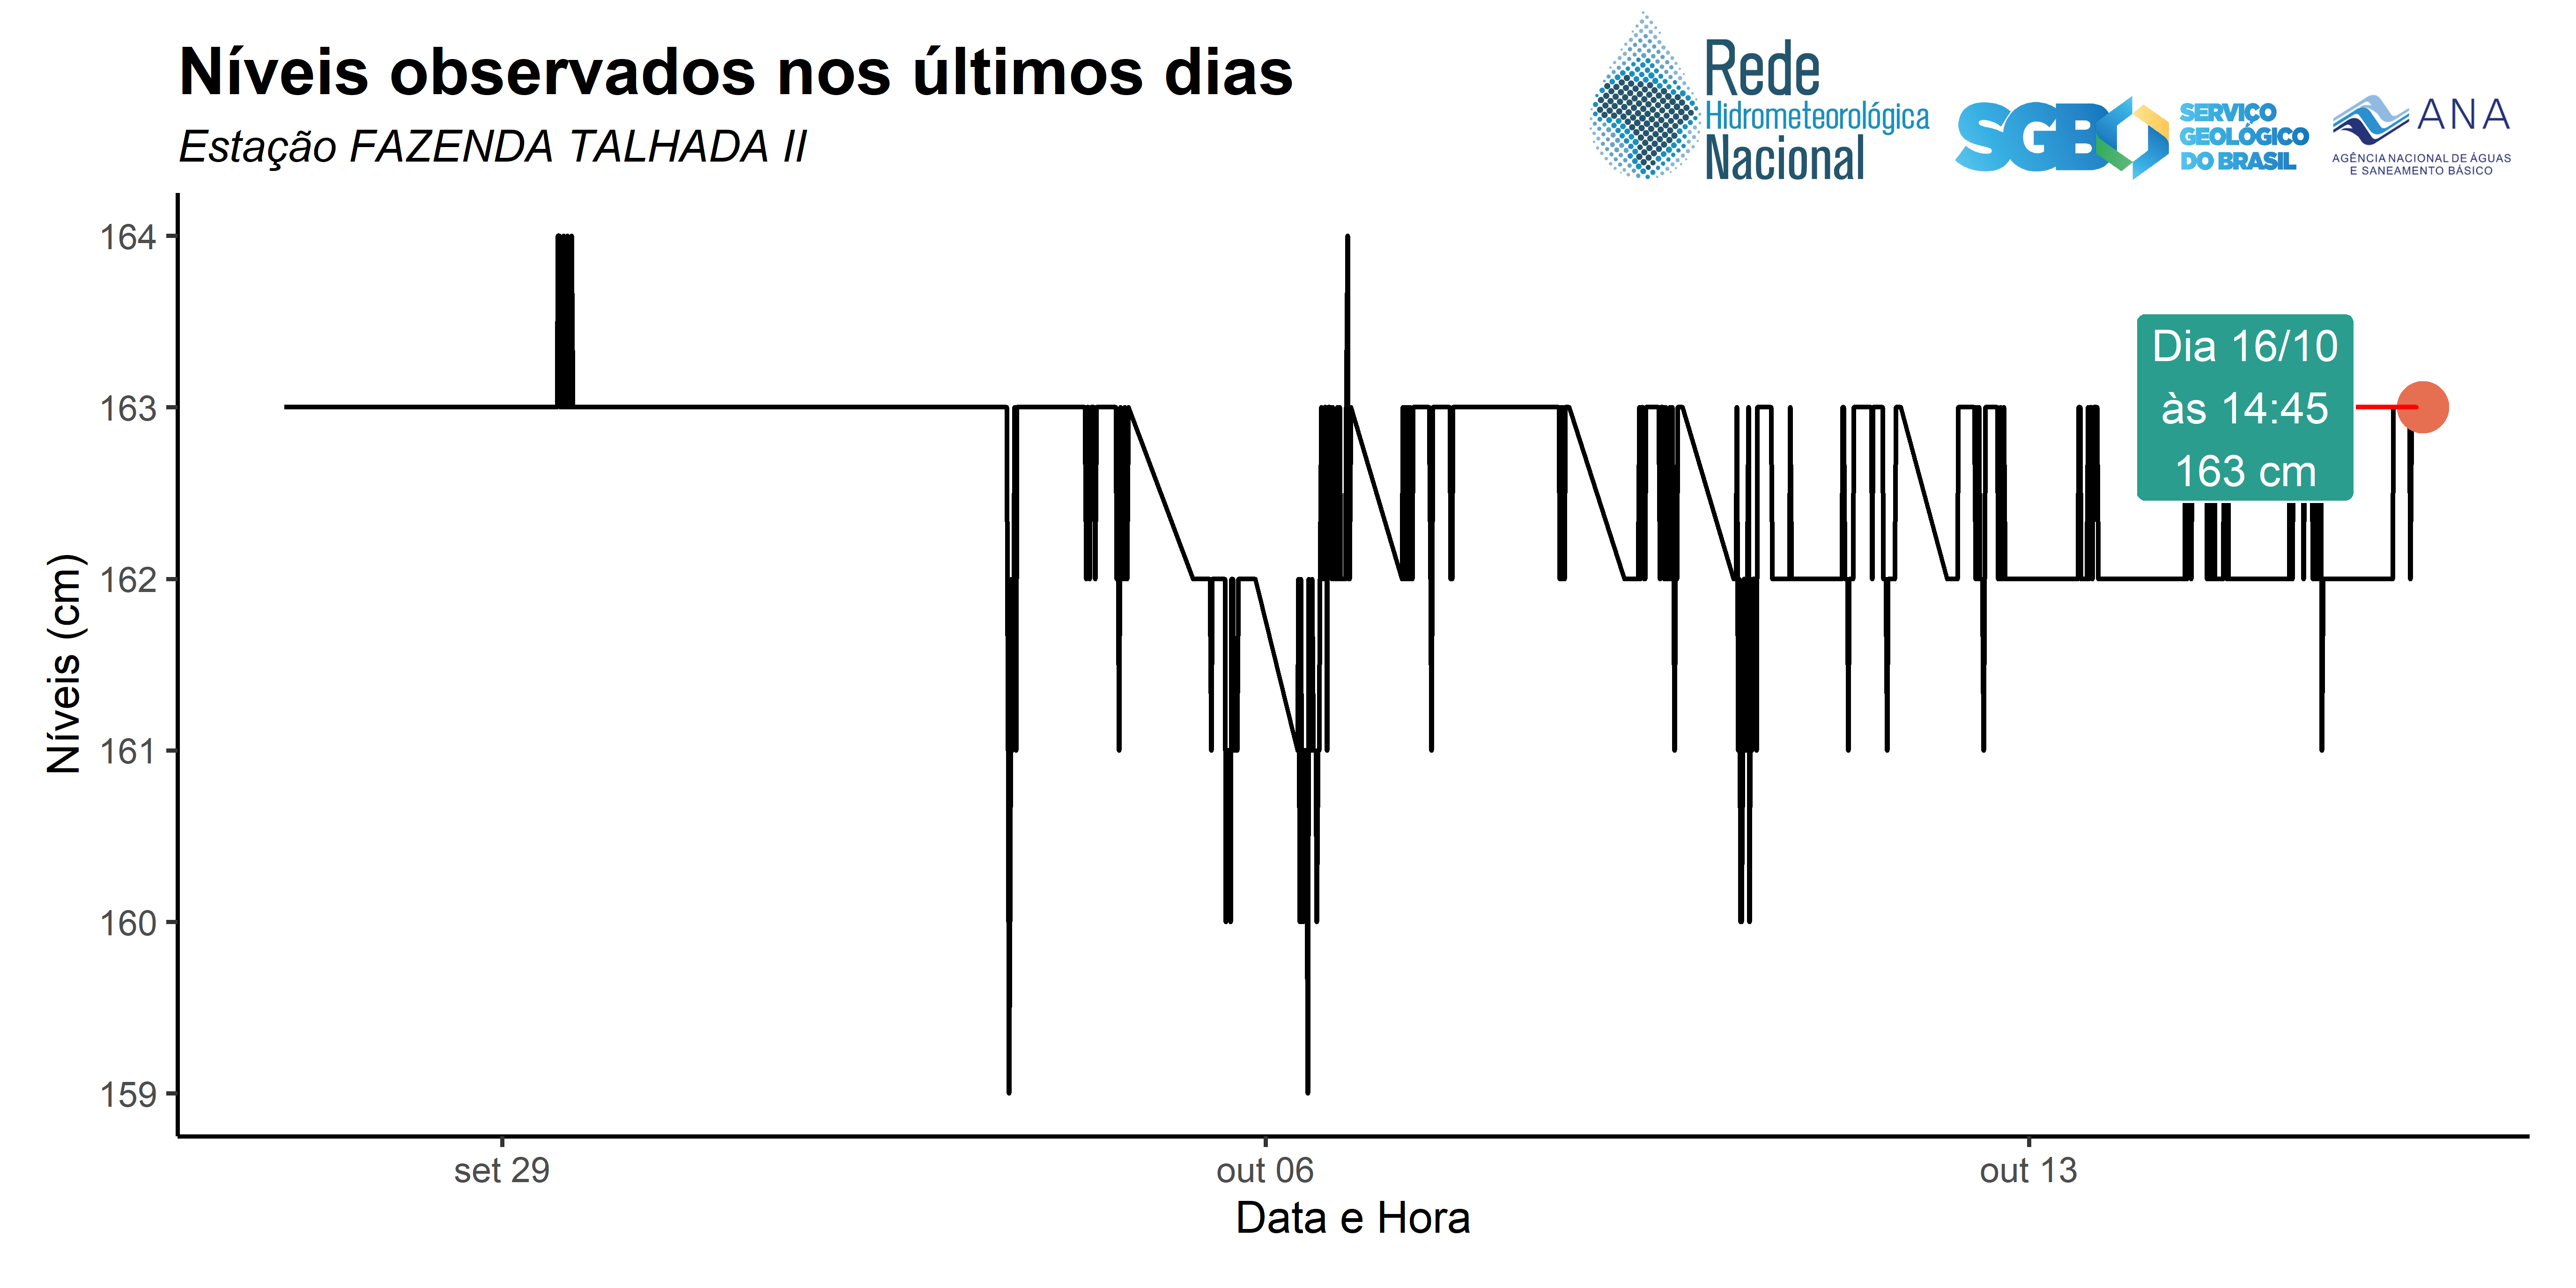 Níveis observados nos últimos dias
Estação FAZENDA TALHADA II
Rede
Hidrometeorológica
Nacional
SGB
SERVIÇO
GEOLÓGICO
DO BRASIL
ANA
AGÊNCIA NACIONAL DE ÁGUAS
E SANEAMENTO BÁSICO
164
163
162
161
160
159
Níveis (cm)
Dia 16/10
às 14:45
163 cm
set 29
out 06
out 13
Data e Hora